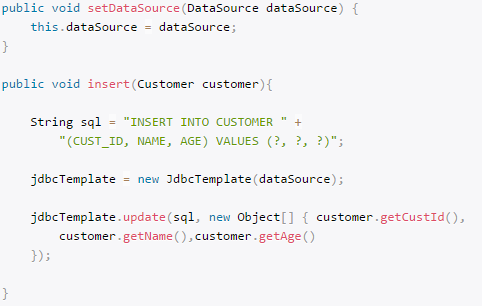 public void setDataSource(DataSource dataSource) {
    this.dataSource = dataSource;
}

public void insert(Customer customer){

    String sql = "INSERT INTO CUSTOMER " +
        "(CUST_ID, NAME, AGE) VALUES (?, ?, ?)";

    jdbcTemplate = new JdbcTemplate(dataSource);

    jdbcTemplate.update(sql, new Object[] { customer.getCustId(),
        customer.getName(),customer.getAge()
    });

}